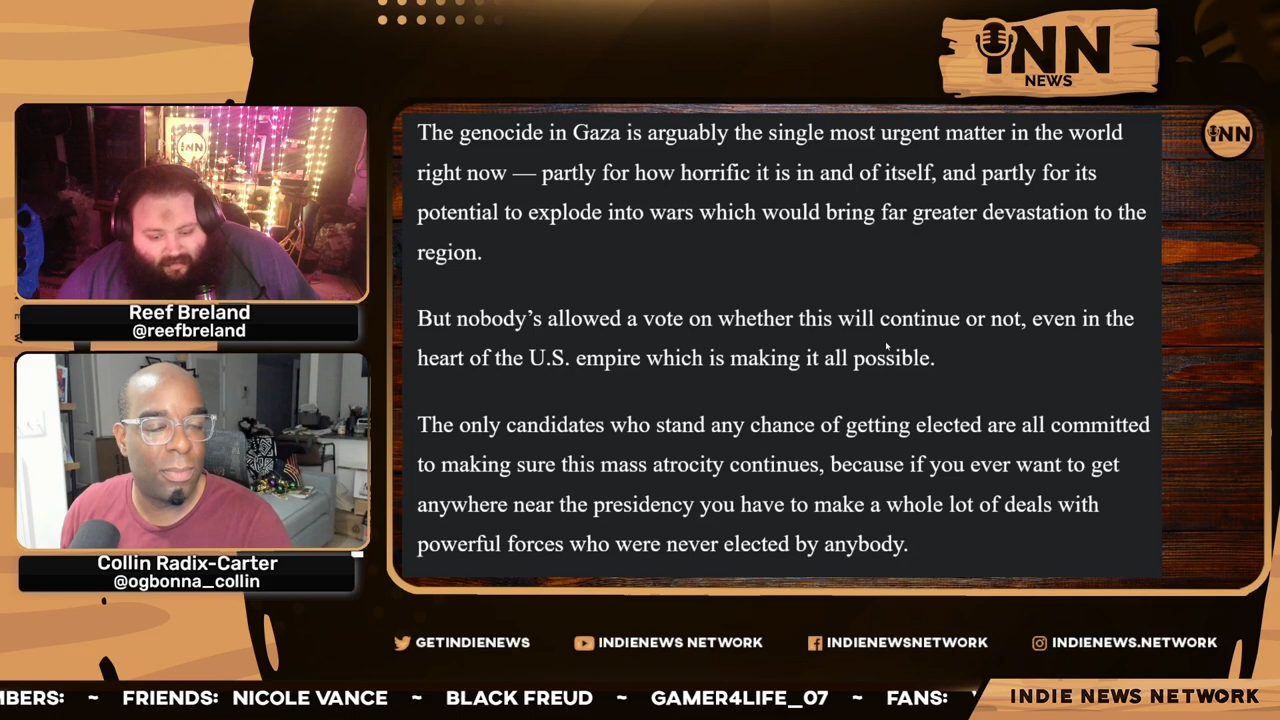 INN
NEWS
INN
INN
The genocide in Gaza is arguably the single most urgent matter in the world
right now — partly for how horrific it is in and of itself, and partly for its
potential to explode into wars which would bring far greater devastation to the
region.
But nobody’s allowed a vote on whether this will continue or not, even in the
heart of the U.S. empire which is making it all possible.
The only candidates who stand any chance of getting elected are all committed
to making sure this mass atrocity continues, because if you ever want to get
anywhere near the presidency you have to make a whole lot of deals with
powerful forces who were never elected by anybody.
Reef Breland
@reefbreland
Collin Radix-Carter
@ogbonna_collin
GETINDIENEWS
INDIENEWS NETWORK
INDIENEWSNETWORK
INDIENEWS.NETWORK
MBERS: ~ FRIENDS: NICOLE VANCE ~ BLACK FREUD ~ GAMER4LIFE_07 ~ FANS:
INDIE NEWS NETWORK